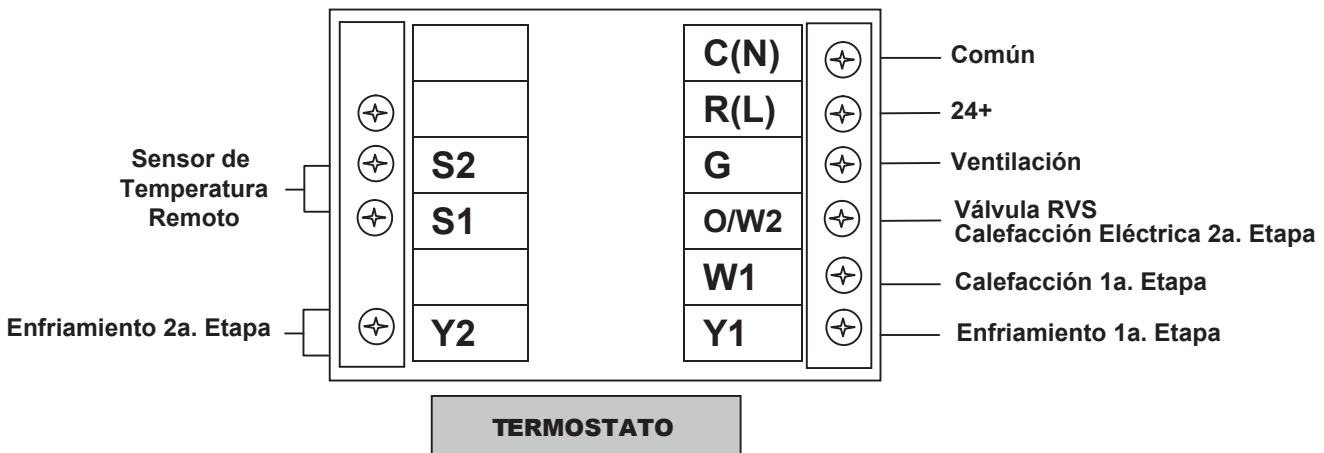 C(N)
Común
R(L)
24+
Sensor de
Temperatura
Remoto
S2
G
Ventilación
S1
O/W2
Válvula RVS
Calefacción Eléctrica 2a. Etapa
W1
Calefacción 1a. Etapa
Enfriamiento 2a. Etapa
Y2
Y1
Enfriamiento 1a. Etapa
TERMOSTATO